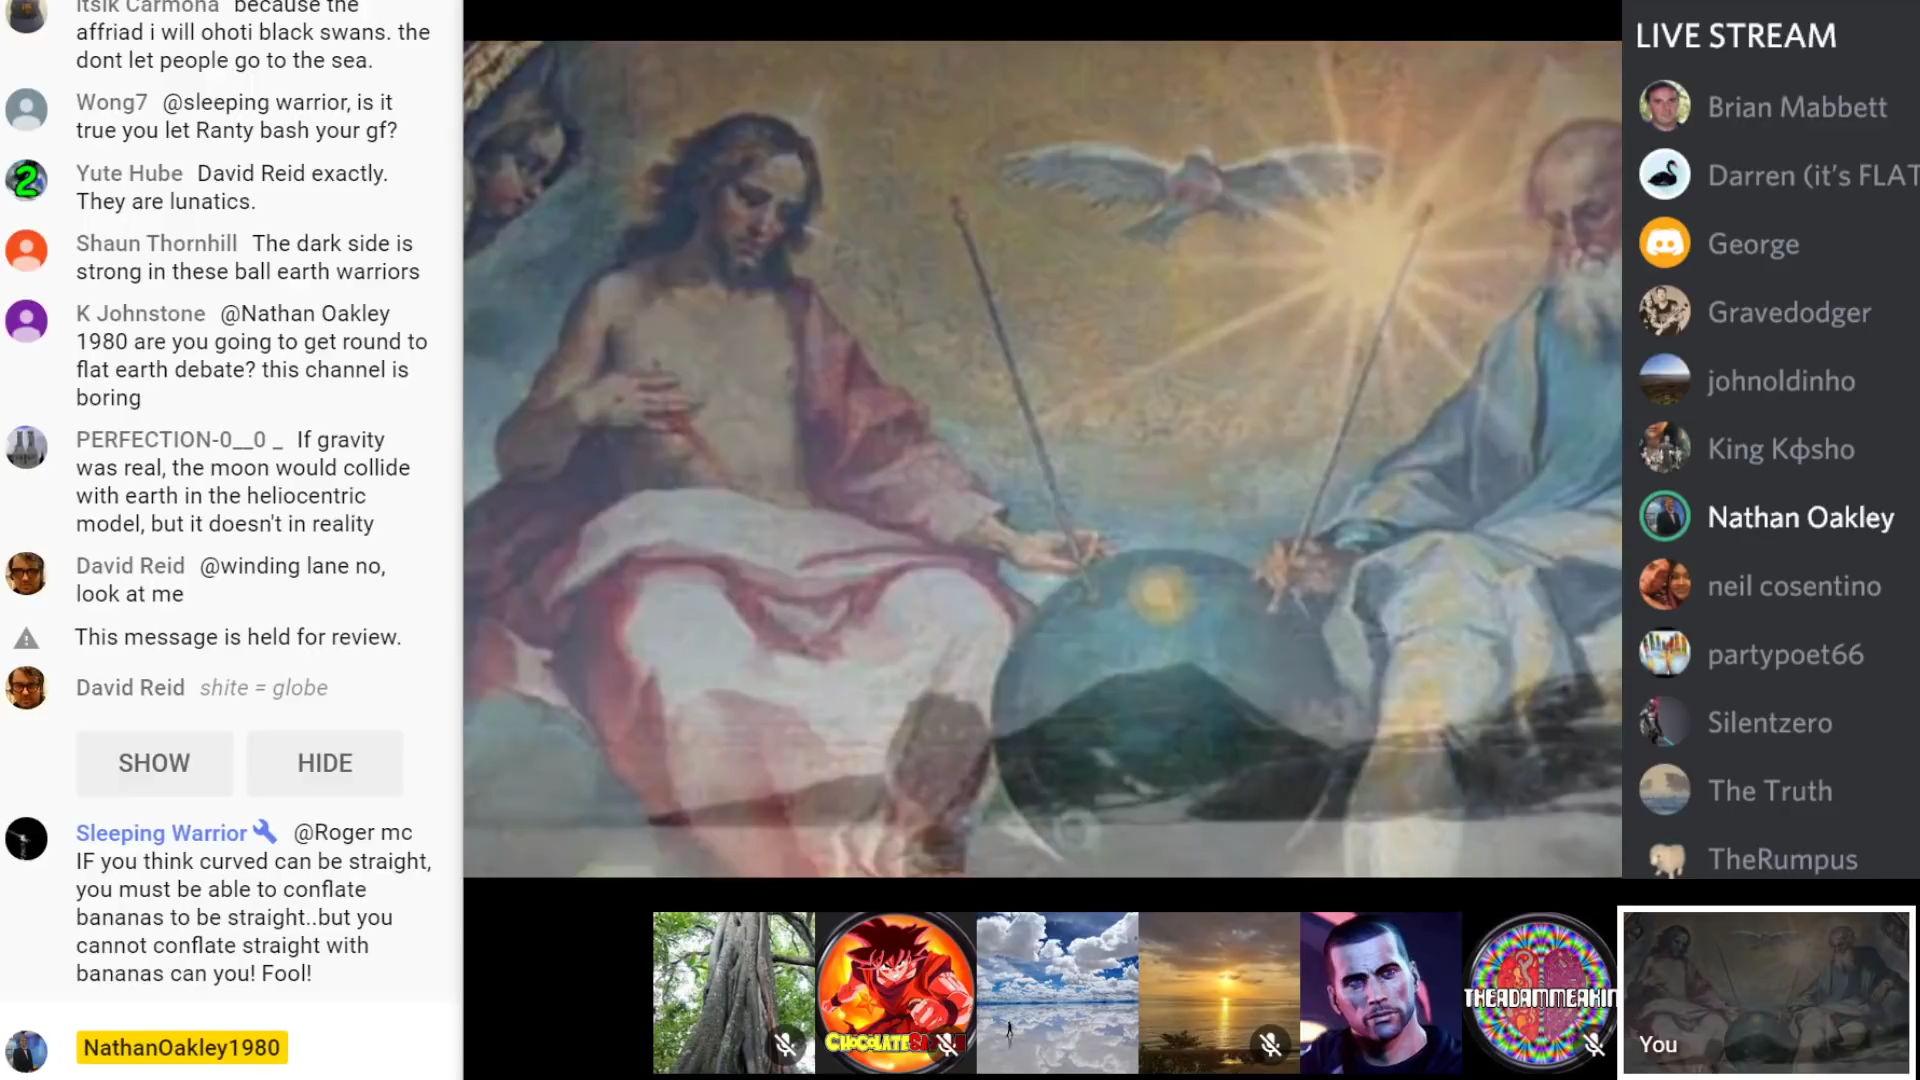 Itsik Carmona because the
affriad i will ohoti black swans. the
dont let people go to the sea.
Wong7 @sleeping warrior, is it
true you let Ranty bash your gf?
Yute Hube David Reid exactly.
They are lunatics.
Shaun Thornhill The dark side is
strong in these ball earth warriors
K Johnstone @Nathan Oakley
1980 are you going to get round to
flat earth debate? this channel is
boring
PERFECTION-0__0 _ If gravity
was real, the moon would collide
with earth in the heliocentric
model, but it doesn't in reality
David Reid @winding lane no,
look at me
This message is held for review.
David Reid shite = globe
SHOW HIDE
Sleeping Warrior @Roger mc
IF you think curved can be straight,
you must be able to conflate
bananas to be straight..but you
cannot conflate straight with
bananas can you! Fool!
NathanOakley1980
LIVE STREAM
Brian Mabbett
Darren (it's FLAT
George
Gravedodger
johnoldinho
King Kфsho
Nathan Oakley
neil cosentino
partypoet66
Silentzero
The Truth
TheRumpus
2
CHOCOLATE
THEADAMMEAKIN
You